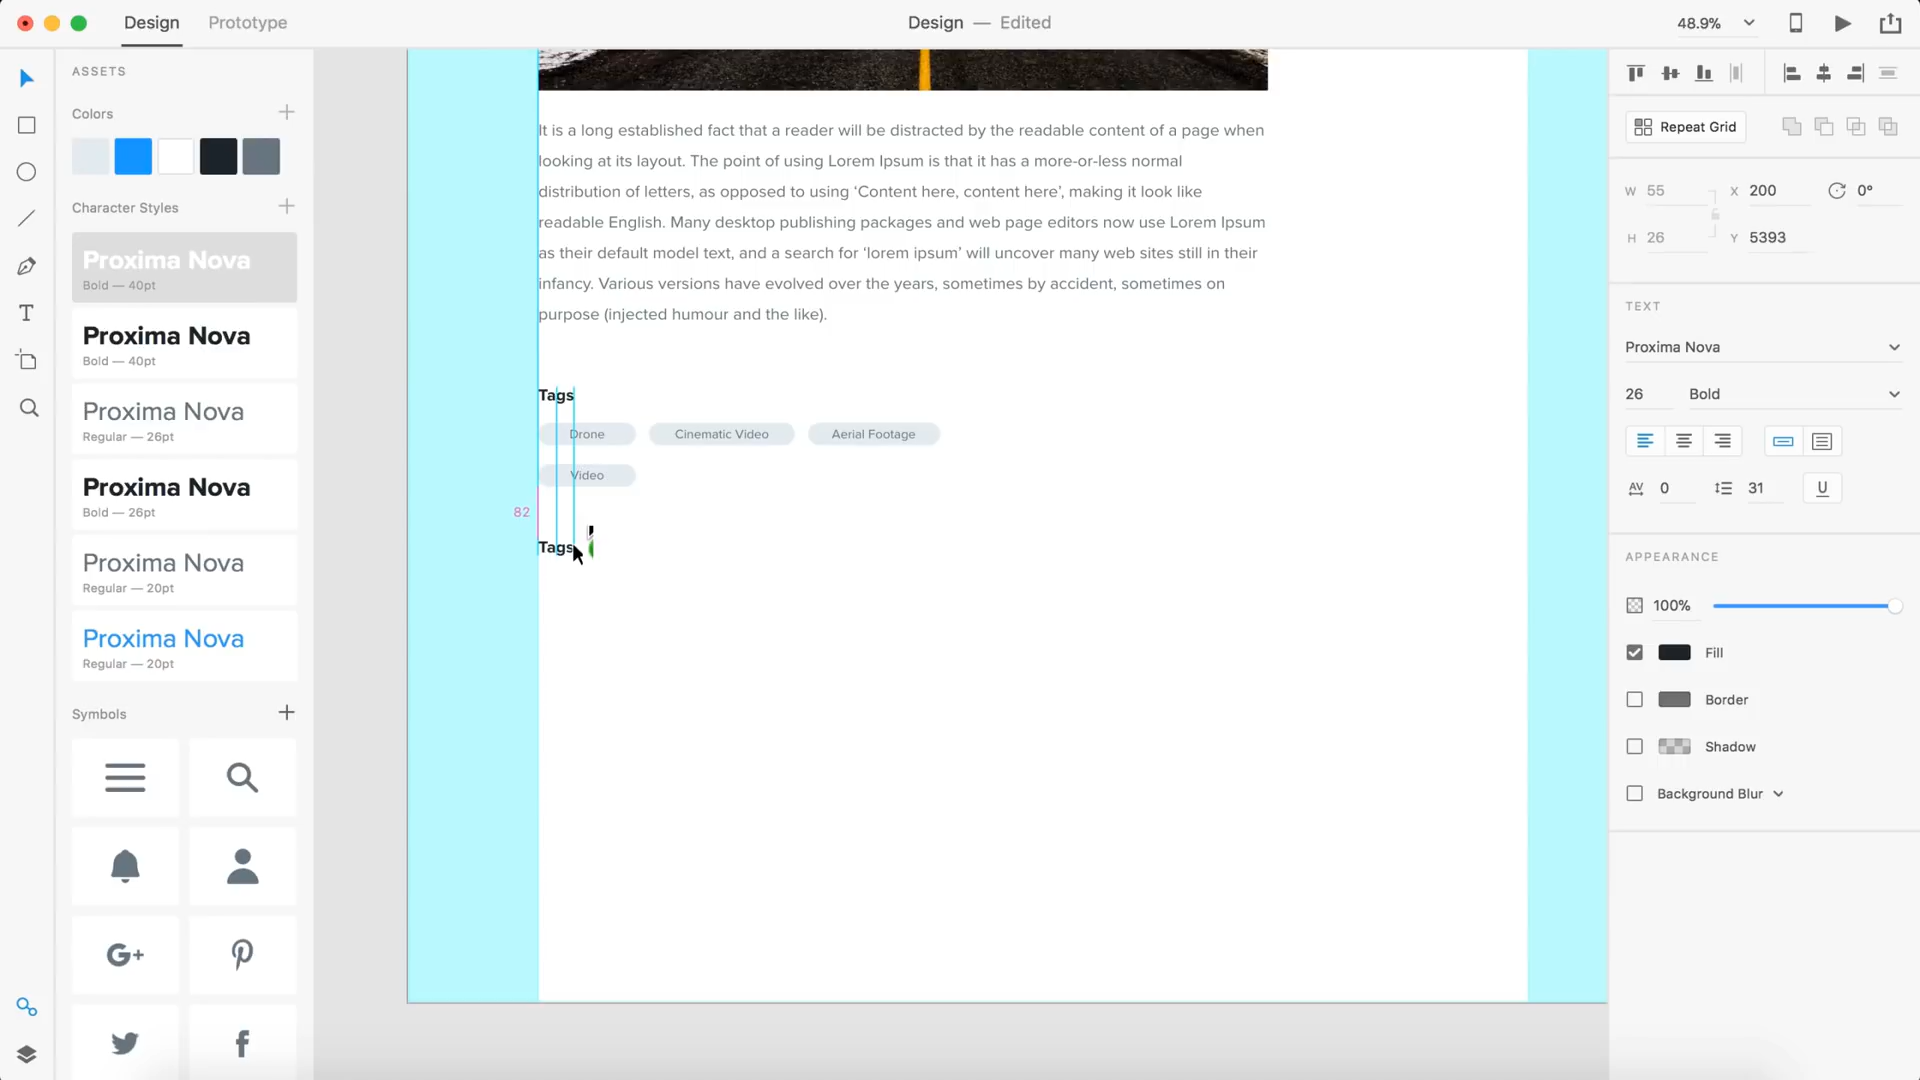 Design
Prototype
Design — Edited
48.9%
ASSETS
Colors
Character Styles
Proxima Nova
Bold — 40pt
Proxima Nova
Bold — 40pt
Proxima Nova
Regular — 26pt
Proxima Nova
Bold — 26pt
Proxima Nova
Regular — 20pt
Proxima Nova
Regular — 20pt
Symbols
G+
It is a long established fact that a reader will be distracted by the readable content of a page when
looking at its layout. The point of using Lorem Ipsum is that it has a more-or-less normal
distribution of letters, as opposed to using ‘Content here, content here’, making it look like
readable English. Many desktop publishing packages and web page editors now use Lorem Ipsum
as their default model text, and a search for ‘lorem ipsum’ will uncover many web sites still in their
infancy. Various versions have evolved over the years, sometimes by accident, sometimes on
purpose (injected humour and the like).
Tags
Drone
Cinematic Video
Aerial Footage
Video
82
Tags
Repeat Grid
W 55
X 200
0°
H 26
Y 5393
TEXT
Proxima Nova
26
Bold
AV 0
31
U
APPEARANCE
100%
Fill
Border
Shadow
Background Blur